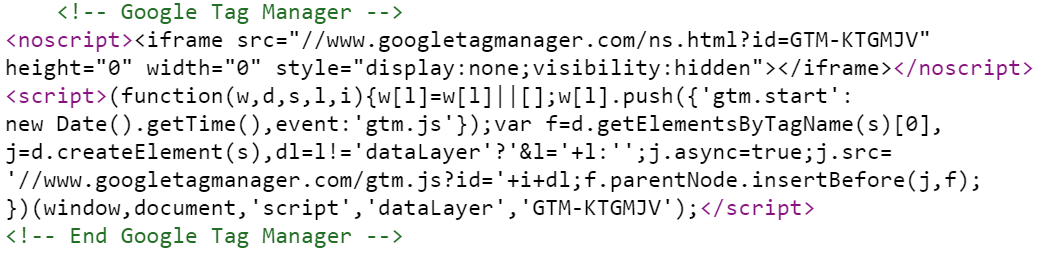 <!-- Google Tag Manager -->
<noscript><iframe src="//www.googletagmanager.com/ns.html?id=GTM-KTGMJV"
height="0" width="0" style="display:none;visibility:hidden"></iframe></noscript>
<script>(function(w,d,s,l,i){w[l]=w[l]||[];w[l].push({'gtm.start':
new Date().getTime(),event:'gtm.js'});var f=d.getElementsByTagName(s)[0],
j=d.createElement(s),dl=l!='dataLayer'?'&l='+l:'';j.async=true;j.src=
'//www.googletagmanager.com/gtm.js?id='+i+dl;f.parentNode.insertBefore(j,f);
})(window,document,'script','dataLayer','GTM-KTGMJV');</script>
<!-- End Google Tag Manager -->